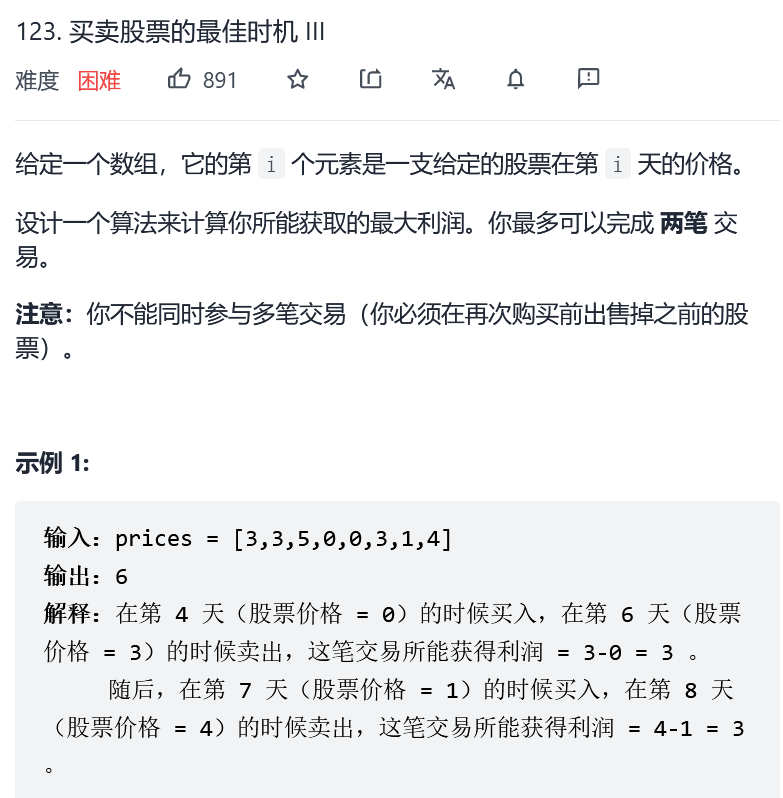 123. 买卖股票的最佳时机 III
难度 困难 891
给定一个数组，它的第 i 个元素是一支给定的股票在第 i 天的价格。
设计一个算法来计算你所能获取的最大利润。你最多可以完成 两笔 交
易。
注意：你不能同时参与多笔交易（你必须在再次购买前出售掉之前的股
票）。
示例 1:
输入：prices = [3,3,5,0,0,3,1,4]
输出：6
解释：在第 4 天（股票价格 = 0）的时候买入，在第 6 天（股票
价格 = 3）的时候卖出，这笔交易所能获得利润 = 3-0 = 3 。
随后，在第 7 天（股票价格 = 1）的时候买入，在第 8 天
（股票价格 = 4）的时候卖出，这笔交易所能获得利润 = 4-1 = 3
。